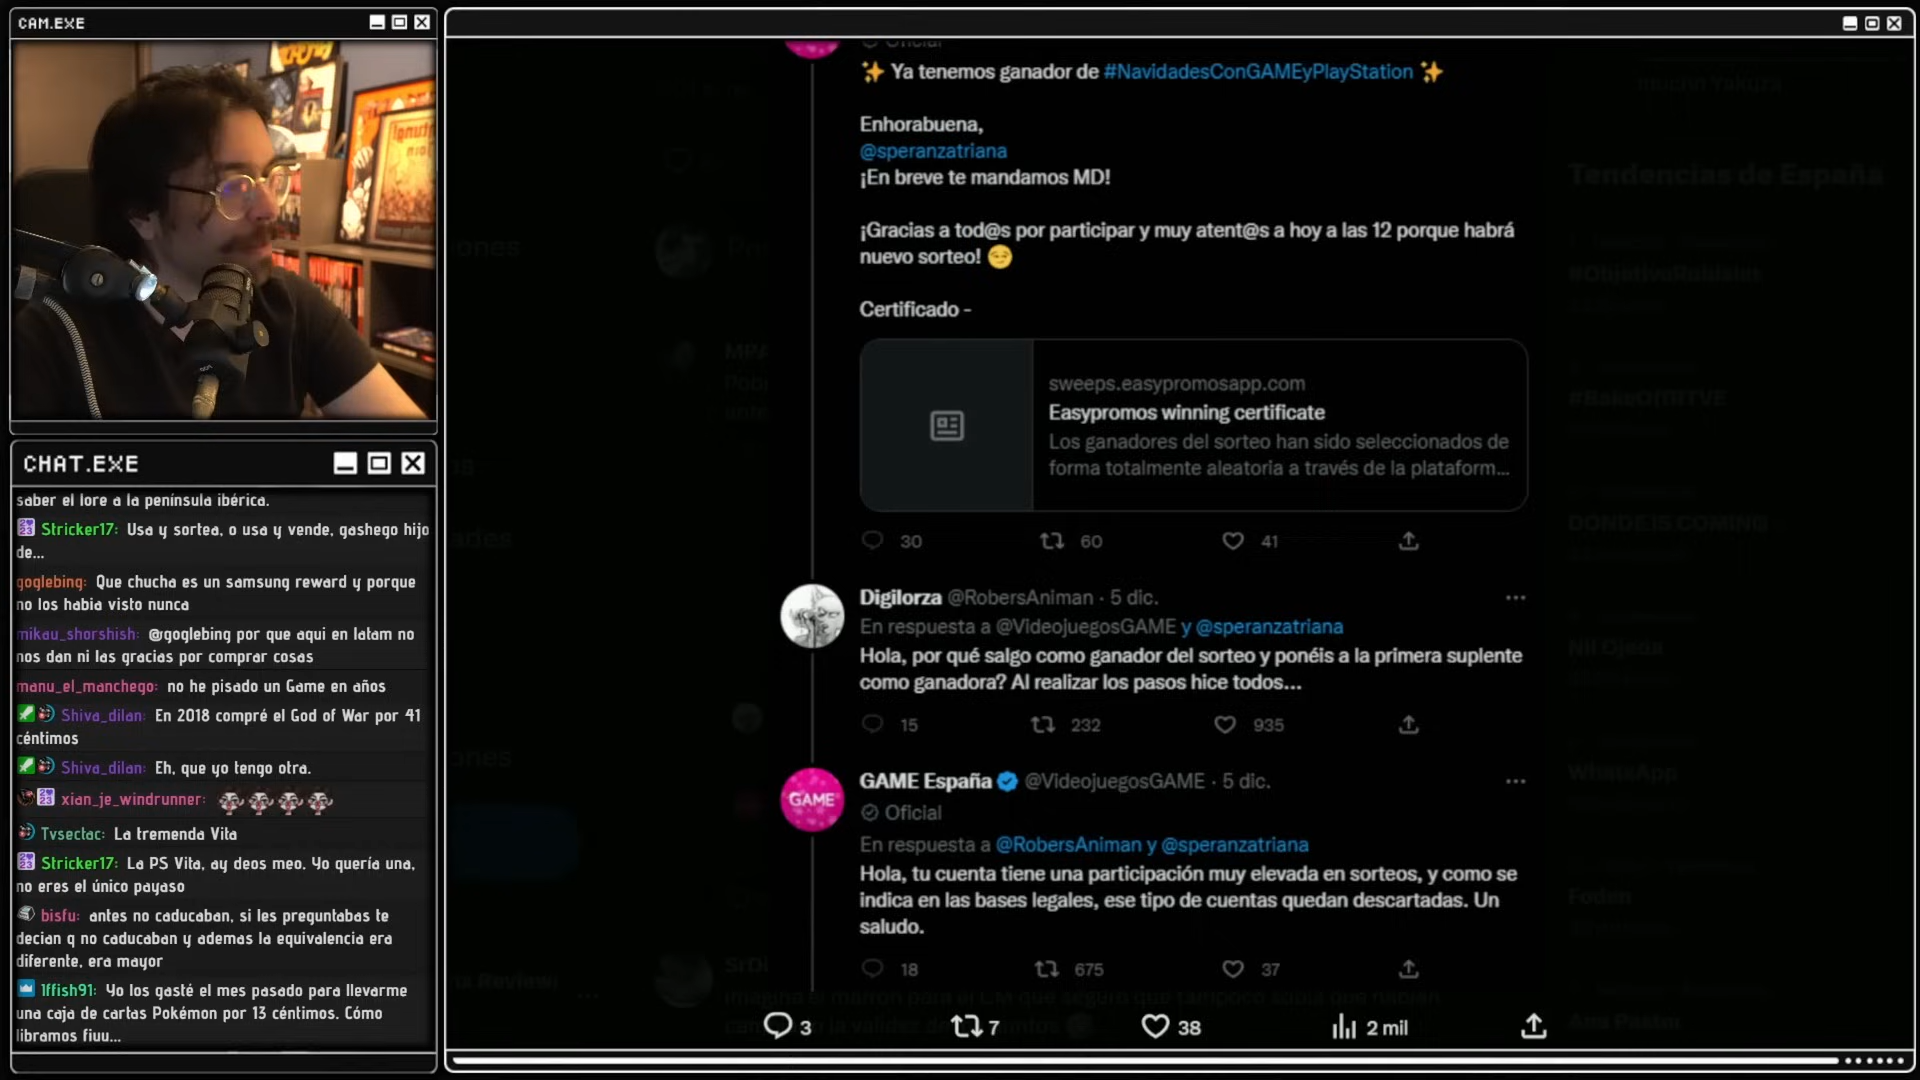 CAM.EXE
CHAT.EXE
saber el lore a la península ibérica.
Stricker17: Usa y sortea, o usa y vende, gashego hijo
de...
goglebing: Que chucha es un samsung reward y porque
no los habia visto nunca
mikau_shorshish: @goglebing por que aqui en latam no
nos dan ni las gracias por comprar cosas
manu_el_manchego: no he pisado un Game en años
Shiva_dilan: En 2018 compré el God of War por 41
céntimos
Shiva_dilan: Eh, que yo tengo otra.
xian_je_windrunner:
Tvsectac: La tremenda Vita
Stricker17: La PS Vita, ay deos meo. Yo quería una,
no eres el único payaso
bisfu: antes no caducaban, si les preguntabas te
decian q no caducaban y ademas la equivalencia era
diferente, era mayor
1ffish91: Yo los gasté el mes pasado para llevarme
una caja de cartas Pokémon por 13 céntimos. Cómo
libramos fiuu...
Oficial
✨ Ya tenemos ganador de #NavidadesConGAMEyPlayStation ✨
Enhorabuena,
@speranzatriana
¡En breve te mandamos MD!
¡Gracias a tod@s por participar y muy atent@s a hoy a las 12 porque habrá
nuevo sorteo! 😏
Certificado -
sweeps.easypromosapp.com
Easypromos winning certificate
Los ganadores del sorteo han sido seleccionados de
forma totalmente aleatoria a través de la plataform...
30 60 41
Digilorza @RobersAniman · 5 dic.
En respuesta a @VideojuegosGAME y @speranzatriana
Hola, por qué salgo como ganador del sorteo y ponéis a la primera suplente
como ganadora? Al realizar los pasos hice todos...
15 232 935
GAME
GAME España @VideojuegosGAME · 5 dic.
Oficial
En respuesta a @RobersAniman y @speranzatriana
Hola, tu cuenta tiene una participación muy elevada en sorteos, y como se
indica en las bases legales, ese tipo de cuentas quedan descartadas. Un
saludo.
18 675 37
3 7 38 2 mil
Tendencias de España
#BakeOffRTVE
WhatsApp
Foden